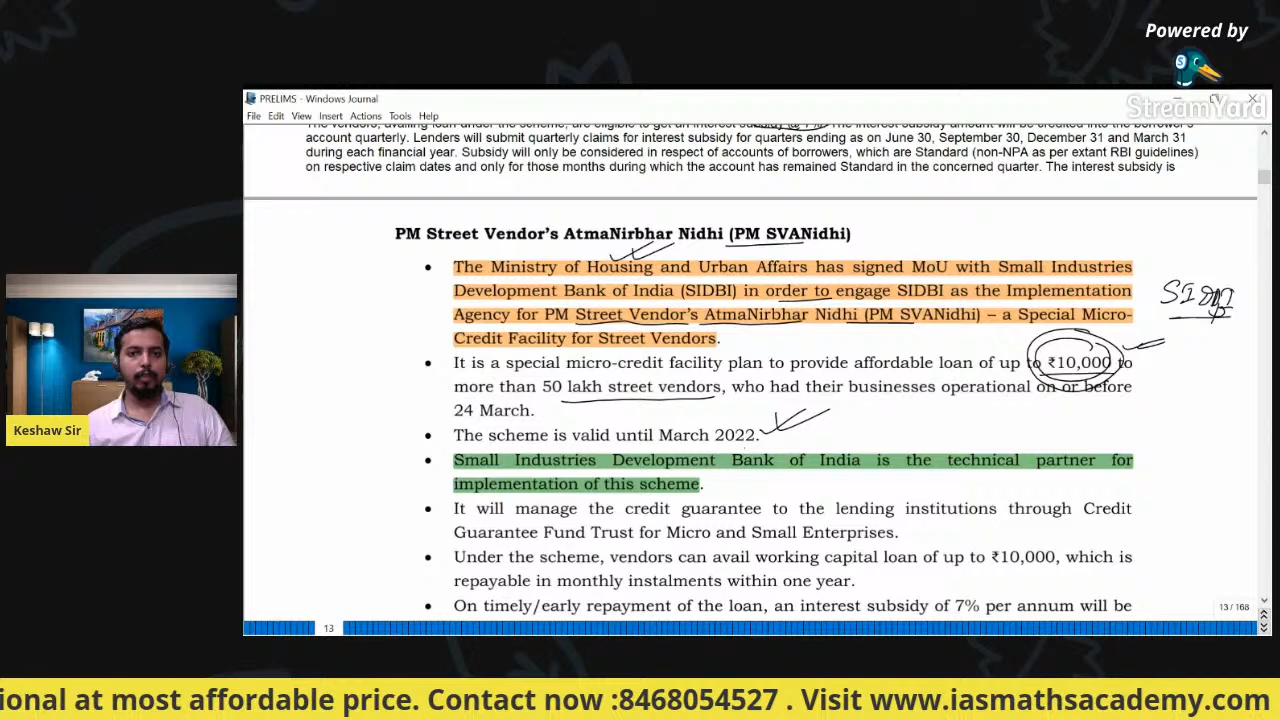 Powered by
StreamYard
PRELIMS - Windows Journal
File Edit View Insert Actions Tools Help
account quarterly. Lenders will submit quarterly claims for interest subsidy for quarters ending as on June 30, September 30, December 31 and March 31
during each financial year. Subsidy will only be considered in respect of accounts of borrowers, which are Standard (non-NPA as per extant RBI guidelines)
on respective claim dates and only for those months during which the account has remained Standard in the concerned quarter. The interest subsidy is
PM Street Vendor's AtmaNirbhar Nidhi (PM SVANidhi)
• The Ministry of Housing and Urban Affairs has signed MoU with Small Industries
Development Bank of India (SIDBI) in order to engage SIDBI as the Implementation
Agency for PM Street Vendor's AtmaNirbhar Nidhi (PM SVANidhi) – a Special Micro-
Credit Facility for Street Vendors.
• It is a special micro-credit facility plan to provide affordable loan of up to ₹10,000 to
more than 50 lakh street vendors, who had their businesses operational on or before
24 March.
• The scheme is valid until March 2022.
• Small Industries Development Bank of India is the technical partner for
implementation of this scheme.
• It will manage the credit guarantee to the lending institutions through Credit
Guarantee Fund Trust for Micro and Small Enterprises.
• Under the scheme, vendors can avail working capital loan of up to ₹10,000, which is
repayable in monthly instalments within one year.
• On timely/early repayment of the loan, an interest subsidy of 7% per annum will be
13 / 168
13
Keshaw Sir
ional at most affordable price. Contact now :8468054527 . Visit www.iasmathsacademy.com